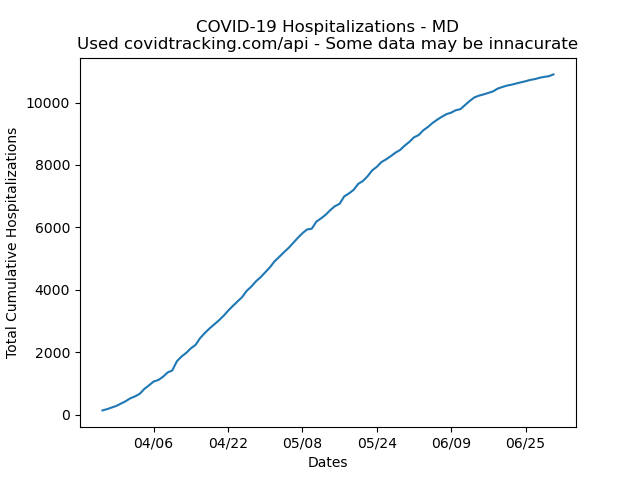 COVID-19 Hospitalizations - MD
Used covidtracking.com/api - Some data may be innacurate
Total Cumulative Hospitalizations
10000
8000
6000
4000
2000
0
04/06 04/22 05/08 05/24 06/09 06/25
Dates